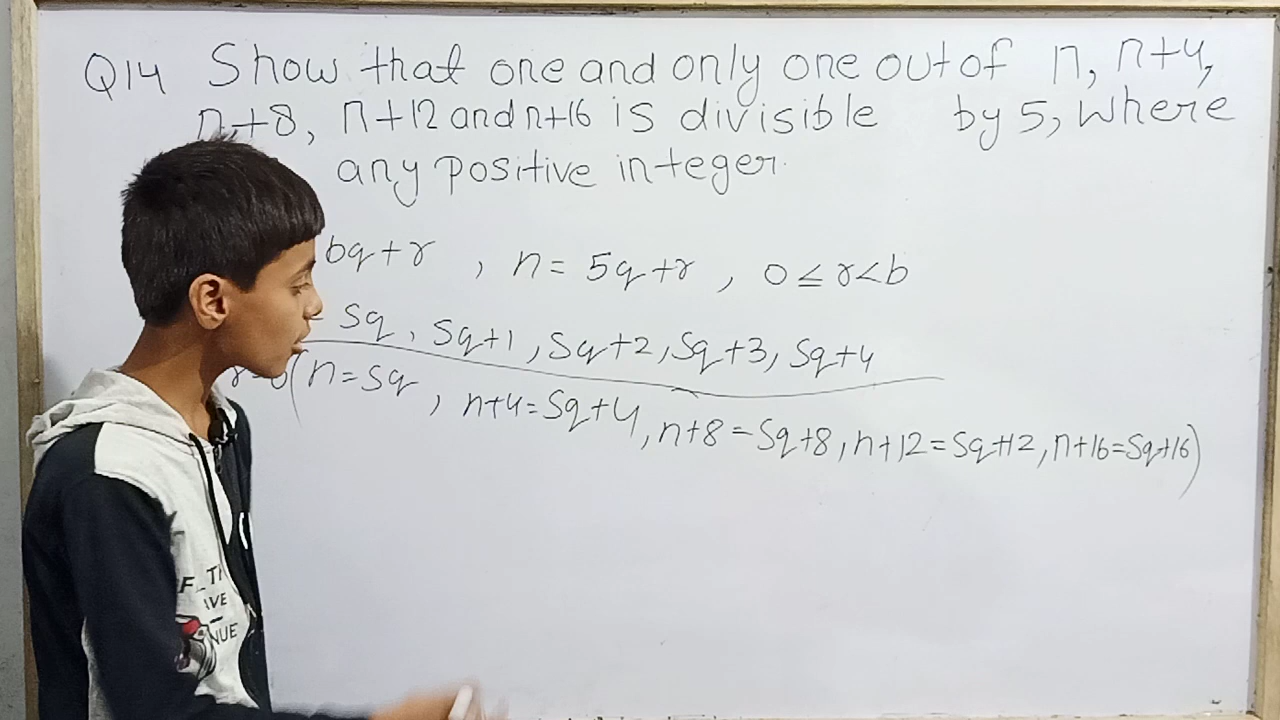 Q14 Show that one and only one out of n, n+4,
n+8, n+12 and n+16 is divisible by 5, where
any positive integer.
bq+r , n = 5q+r , 0 ≤ r < b
5q, 5q+1, 5q+2, 5q+3, 5q+4
(n=5q, n+4=5q+4, n+8=5q+8, n+12=5q+12, n+16=5q+16)